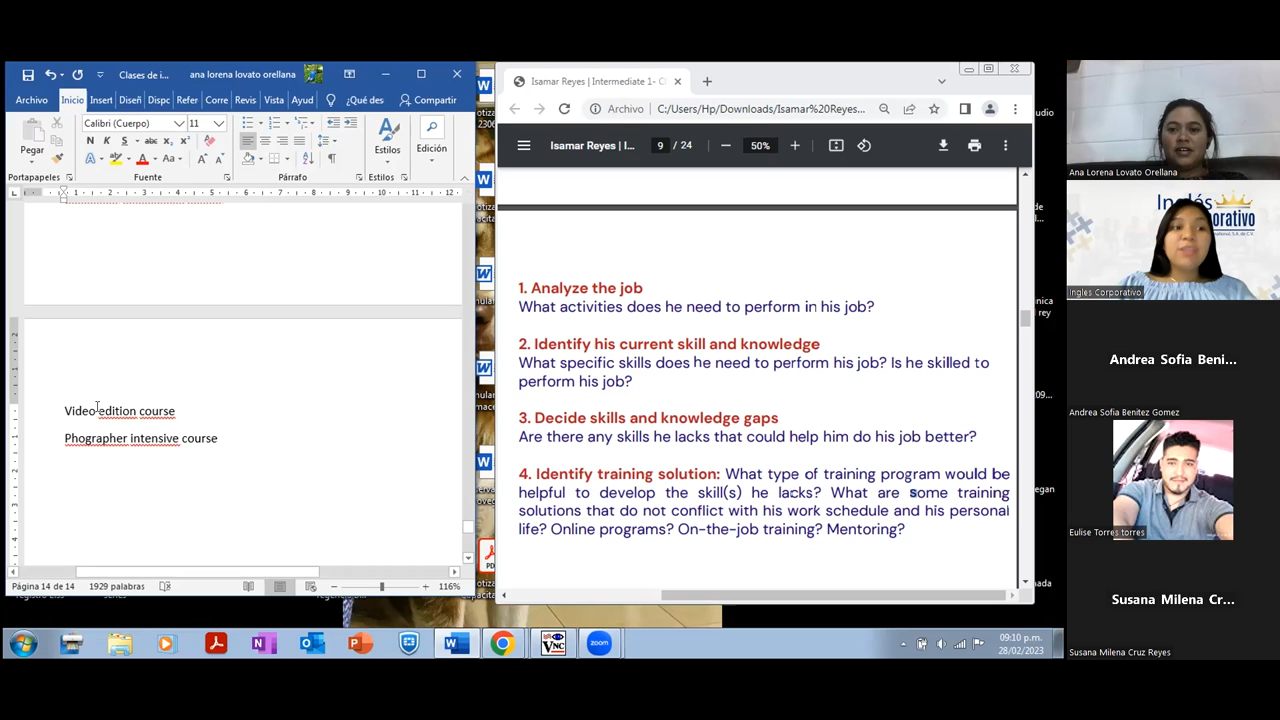 Clases de i...
ana lorena lovato orellana
Archivo
Inicio
Insert
Diseñ
Dispc
Refer
Corre
Revis
Vista
Ayud
¿Qué des
Compartir
Pegar
Calibri (Cuerpo)
11
Estilos
Edición
Portapapeles
Fuente
Párrafo
Estilos
Video edition course
Phographer intensive course
Página 14 de 14
1929 palabras
116%
Isamar Reyes | Intermediate 1- C
Archivo
C:/Users/Hp/Downloads/Isamar%20Reyes...
Isamar Reyes | I...
9 / 24
50%
1. Analyze the job
What activities does he need to perform in his job?
2. Identify his current skill and knowledge
What specific skills does he need to perform his job? Is he skilled to
perform his job?
3. Decide skills and knowledge gaps
Are there any skills he lacks that could help him do his job better?
4. Identify training solution: What type of training program would be
helpful to develop the skill(s) he lacks? What are some training
solutions that do not conflict with his work schedule and his personal
life? Online programs? On-the-job training? Mentoring?
09:10 p.m.
28/02/2023
Ana Lorena Lovato Orellana
Inglés
Ingles Corporativo
Andrea Sofia Beni...
Andrea Sofia Benitez Gomez
Eulise Torres torres
Susana Milena Cr...
Susana Milena Cruz Reyes